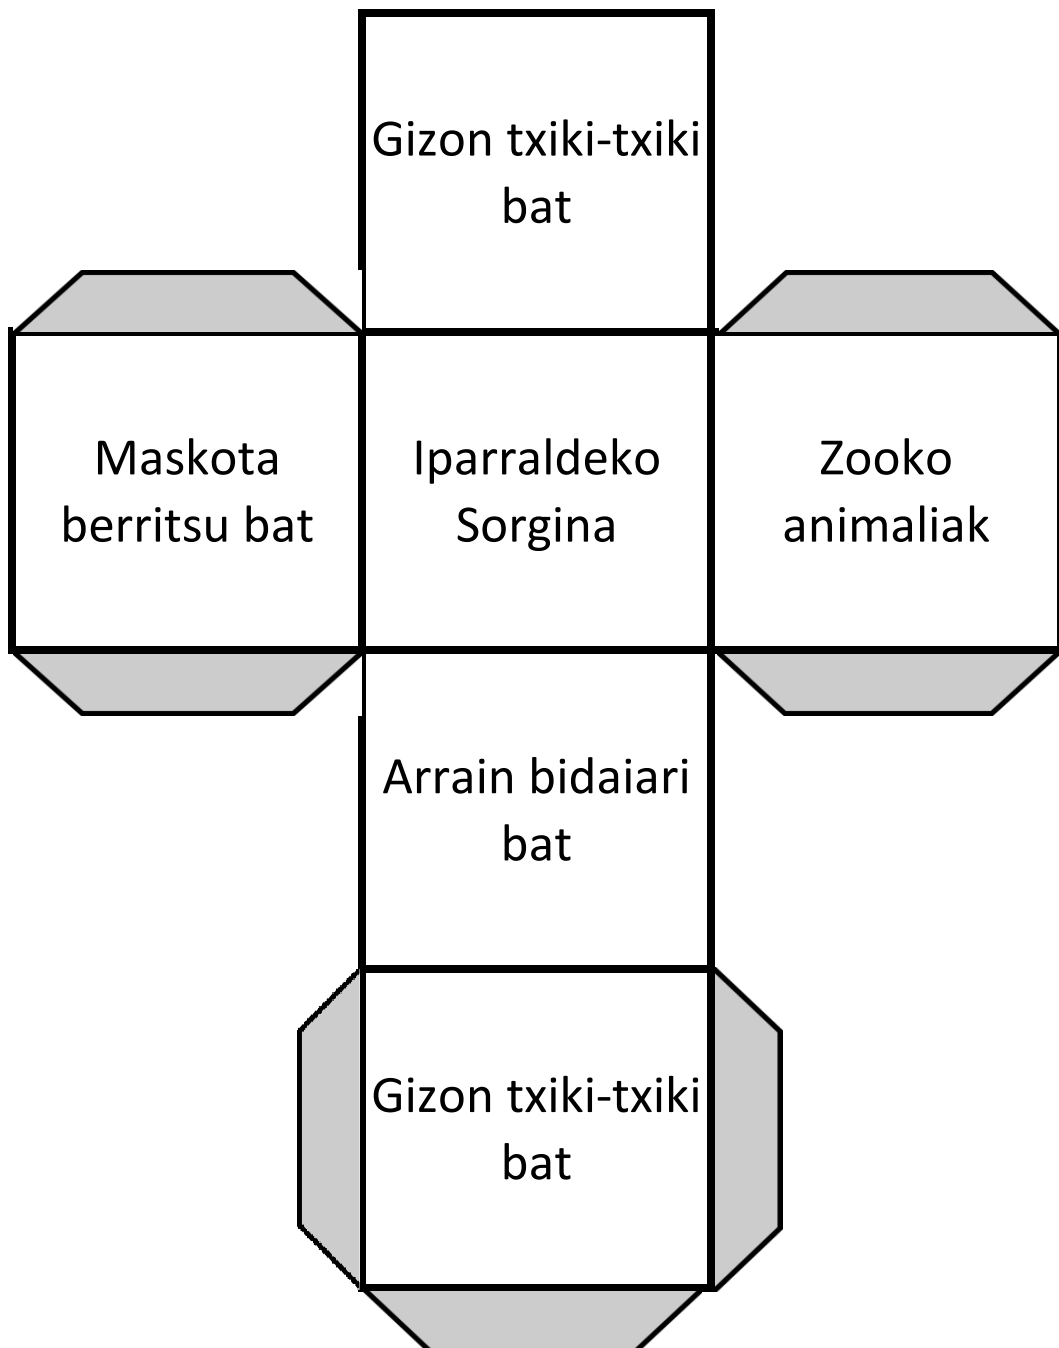 Gizon txiki-txiki
bat
Maskota
berritsu bat
Iparraldeko
Sorgina
Zooko
animaliak
Arrain bidaiari
bat
Gizon txiki-txiki
bat